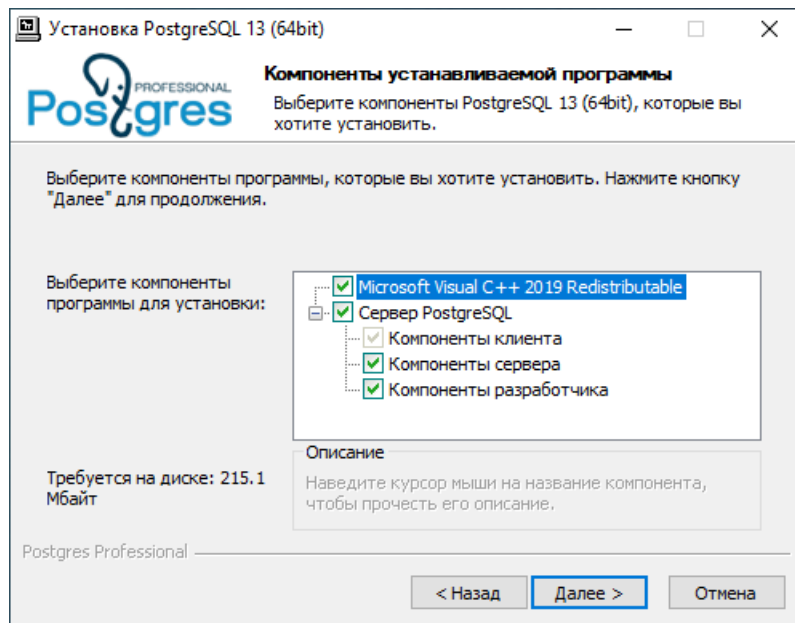 Установка PostgreSQL 13 (64bit)
PROFESSIONAL
Postgres
Компоненты устанавливаемой программы
Выберите компоненты PostgreSQL 13 (64bit), которые вы
хотите установить.
Выберите компоненты программы, которые вы хотите установить. Нажмите кнопку
"Далее" для продолжения.
Выберите компоненты
программы для установки:
Microsoft Visual C++ 2019 Redistributable
Сервер PostgreSQL
Компоненты клиента
Компоненты сервера
Компоненты разработчика
Требуется на диске: 215.1
Мбайт
Описание
Наведите курсор мыши на название компонента,
чтобы прочесть его описание.
Postgres Professional
< Назад
Далее >
Отмена